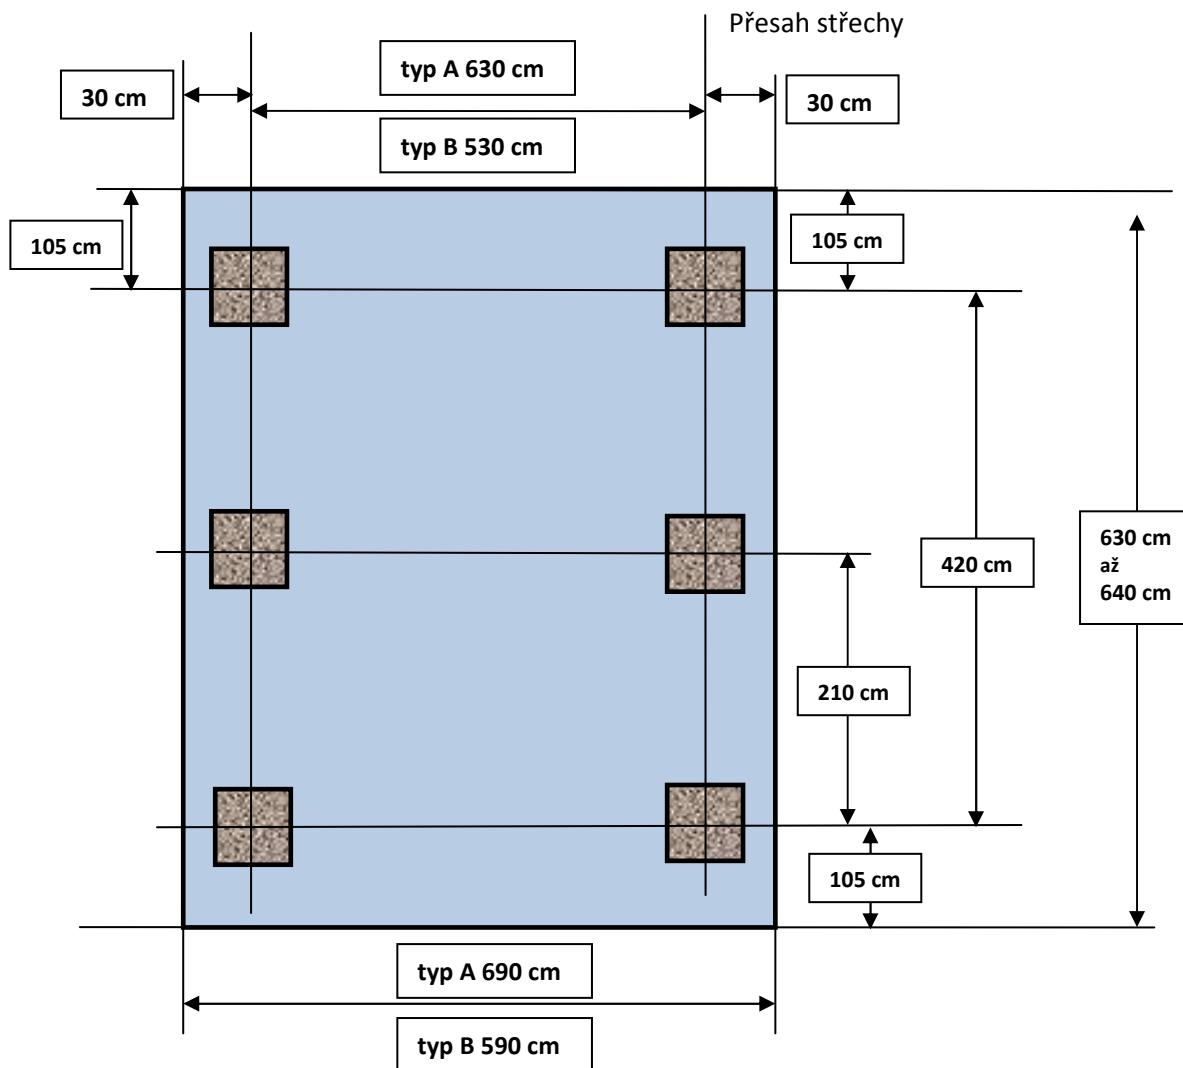 Přesah střechy
typ A 630 cm
30 cm
30 cm
typ B 530 cm
105 cm
105 cm
630 cm
až
640 cm
420 cm
210 cm
105 cm
typ A 690 cm
typ B 590 cm